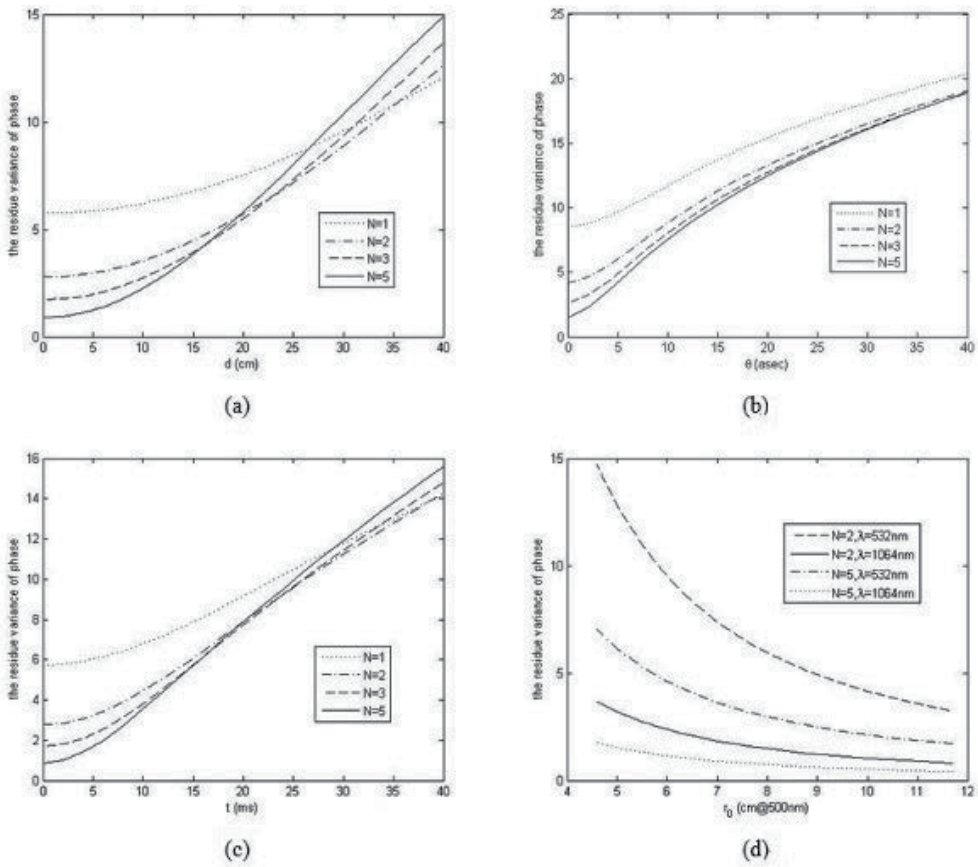 15
10
5
0
the residue variance of phase
N=1
N=2
N=3
N=5
0 5 10 15 20 25 30 35 40
d (cm)
(a)
25
20
15
10
5
0
the residue variance of phase
N=1
N=2
N=3
N=5
0 5 10 15 20 25 30 35 40
θ (asec)
(b)
16
14
12
10
8
6
4
2
0
the residue variance of phase
N=1
N=2
N=3
N=5
0 5 10 15 20 25 30 35 40
t (ms)
(c)
15
10
5
0
the residue variance of phase
N=2,λ=532nm
N=2,λ=1064nm
N=5,λ=532nm
N=5,λ=1064nm
4 5 6 7 8 9 10 11 12
r₀ (cm@500nm)
(d)